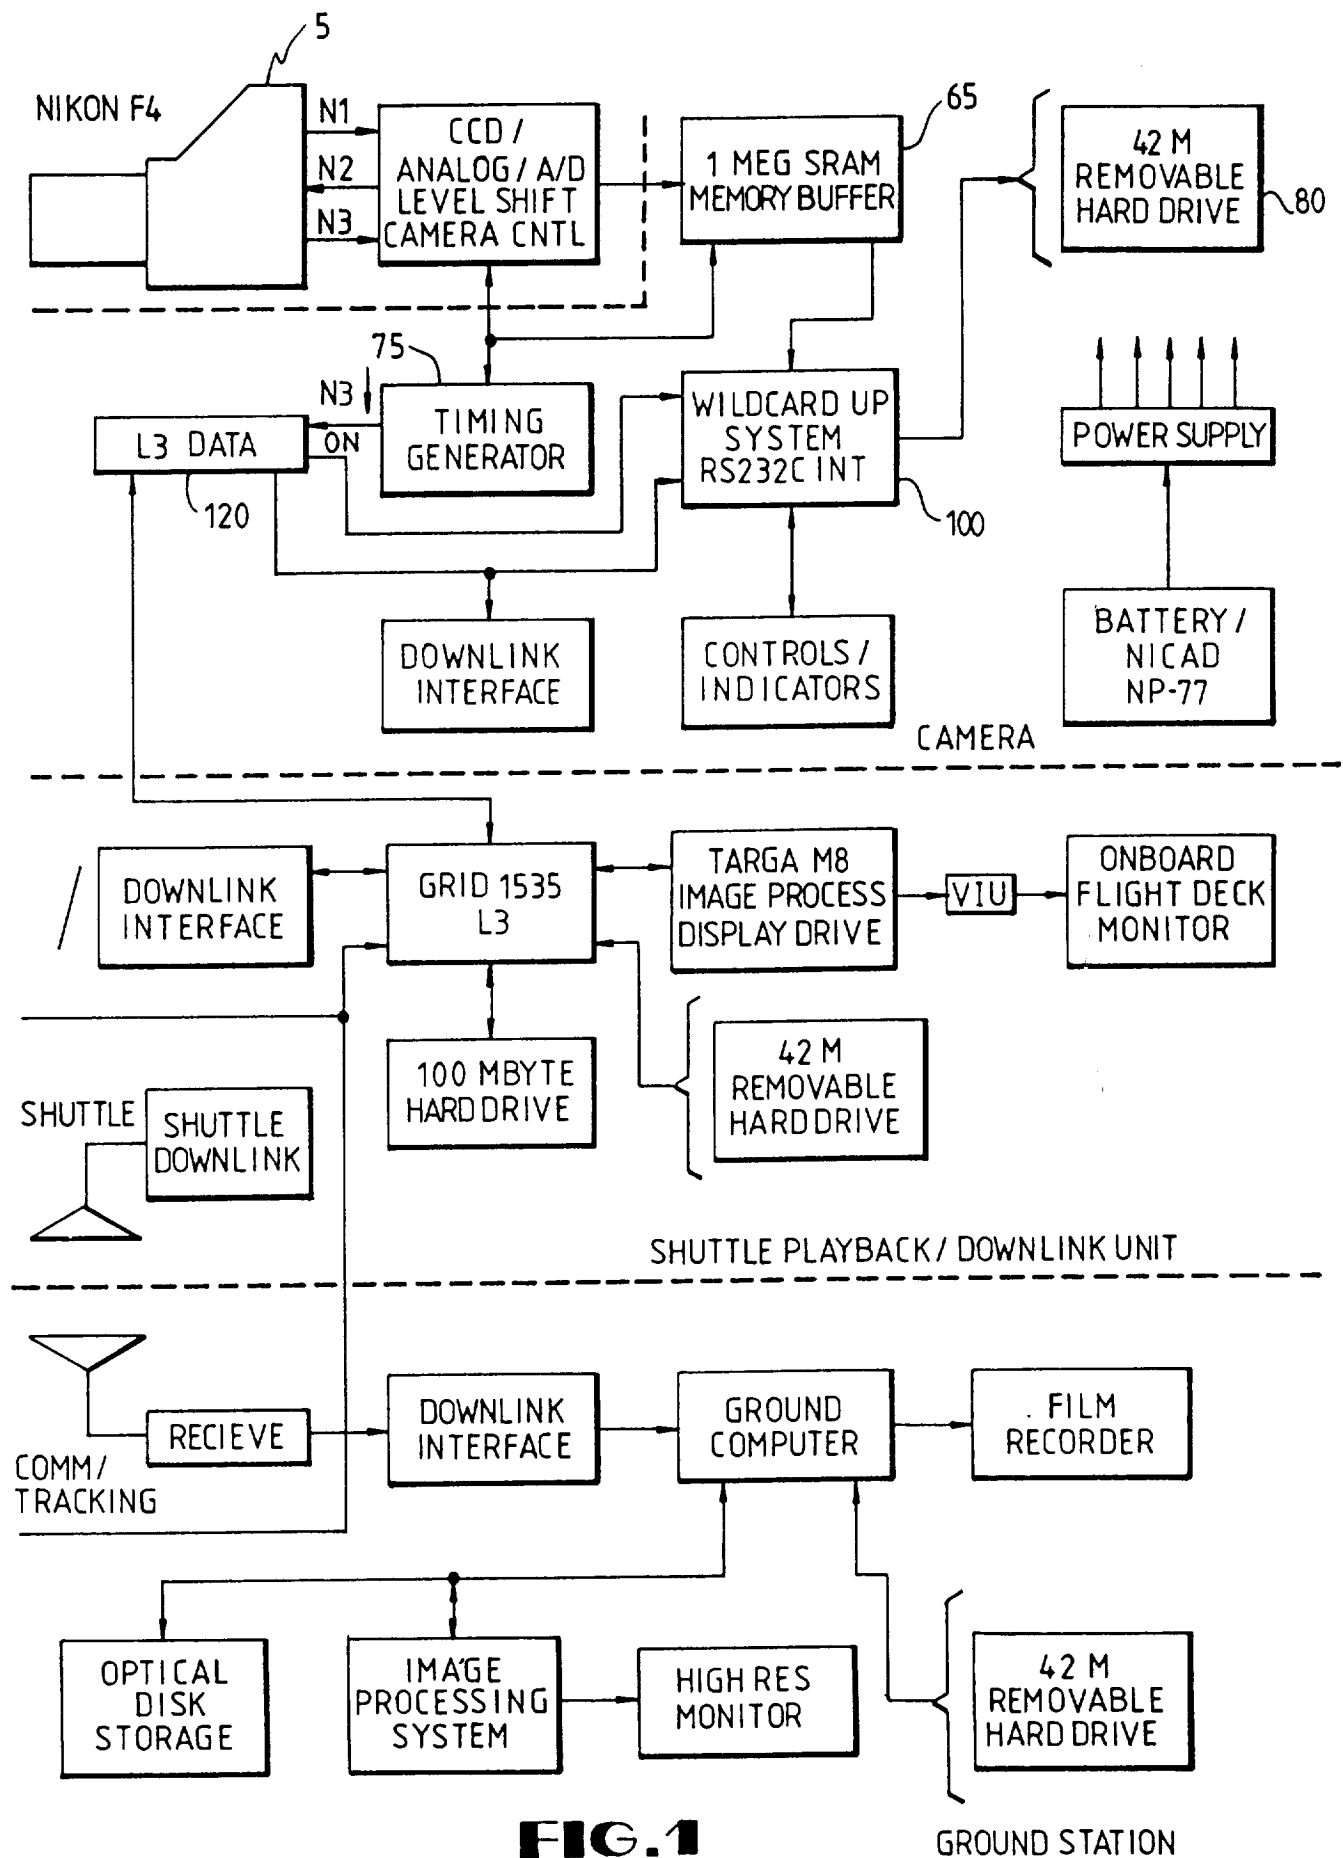 5
NIKON F4
N1
N2
N3
CCD /
ANALOG / A/D
LEVEL SHIFT
CAMERA CNTL
65
1 MEG SRAM
MEMORY BUFFER
42 M
REMOVABLE
HARD DRIVE
80
75
N3
ON
TIMING
GENERATOR
L3 DATA
120
WILDCARD UP
SYSTEM
RS232C INT
100
POWER SUPPLY
DOWNLINK
INTERFACE
CONTROLS /
INDICATORS
BATTERY /
NICAD
NP-77
CAMERA
DOWNLINK
INTERFACE
GRID 1535
L3
TARGA M8
IMAGE PROCESS
DISPLAY DRIVE
VIU
ONBOARD
FLIGHT DECK
MONITOR
100 MBYTE
HARD DRIVE
42 M
REMOVABLE
HARD DRIVE
SHUTTLE
SHUTTLE
DOWNLINK
SHUTTLE PLAYBACK / DOWNLINK UNIT
RECIEVE
DOWNLINK
INTERFACE
GROUND
COMPUTER
FILM
RECORDER
COMM /
TRACKING
OPTICAL
DISK
STORAGE
IMAGE
PROCESSING
SYSTEM
HIGH RES
MONITOR
42 M
REMOVABLE
HARD DRIVE
FIG.1
GROUND STATION